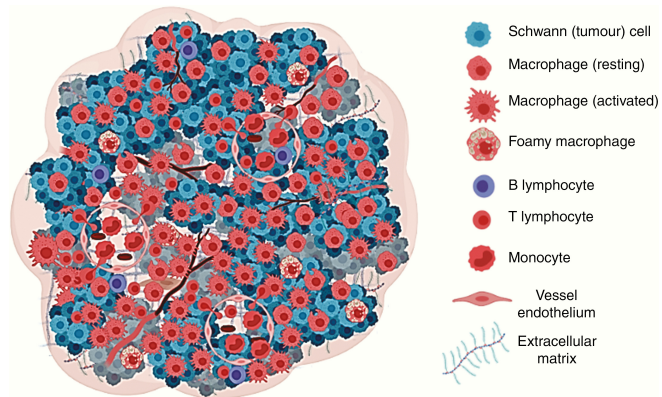 Schwann (tumour) cell
Macrophage (resting)
Macrophage (activated)
Foamy macrophage
B lymphocyte
T lymphocyte
Monocyte
Vessel
endothelium
Extracellular
matrix